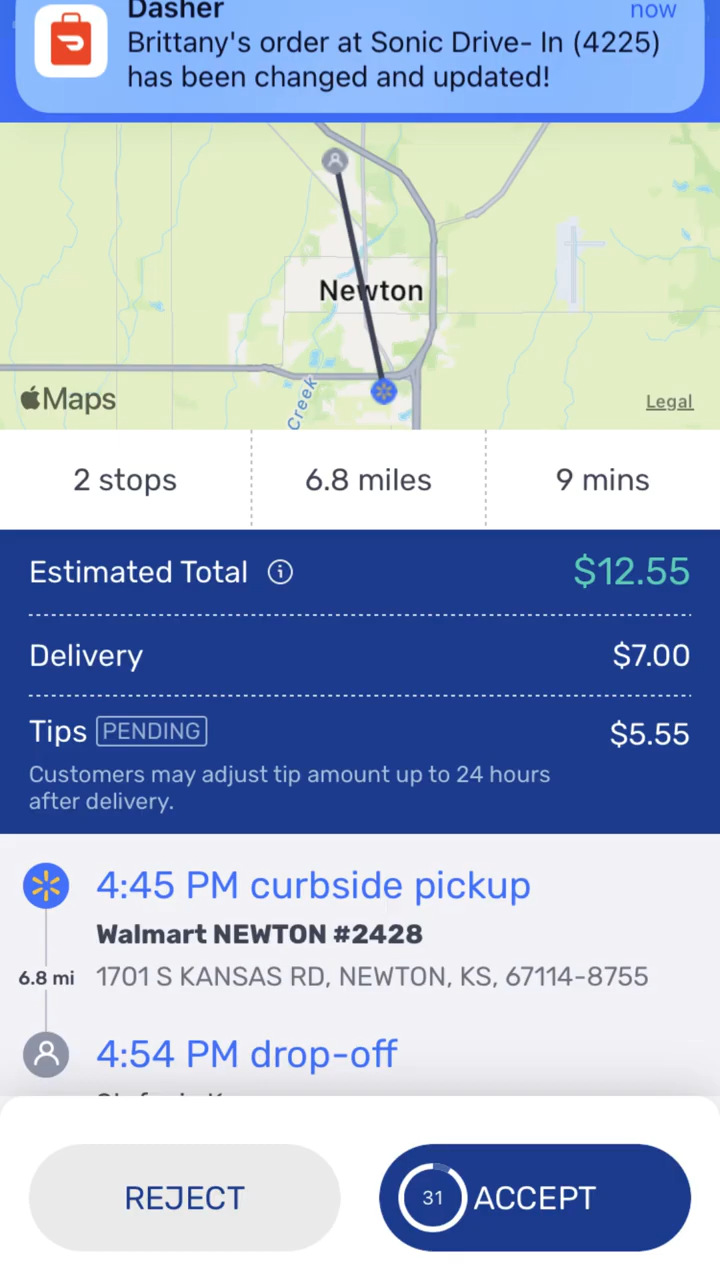 Dasher
now
Brittany's order at Sonic Drive- In (4225)
has been changed and updated!
Newton
Creek
Maps
Legal
2 stops
6.8 miles
9 mins
Estimated Total
$12.55
Delivery
$7.00
Tips PENDING
$5.55
Customers may adjust tip amount up to 24 hours
after delivery.
4:45 PM curbside pickup
Walmart NEWTON #2428
6.8 mi
1701 S KANSAS RD, NEWTON, KS, 67114-8755
4:54 PM drop-off
REJECT
31
ACCEPT